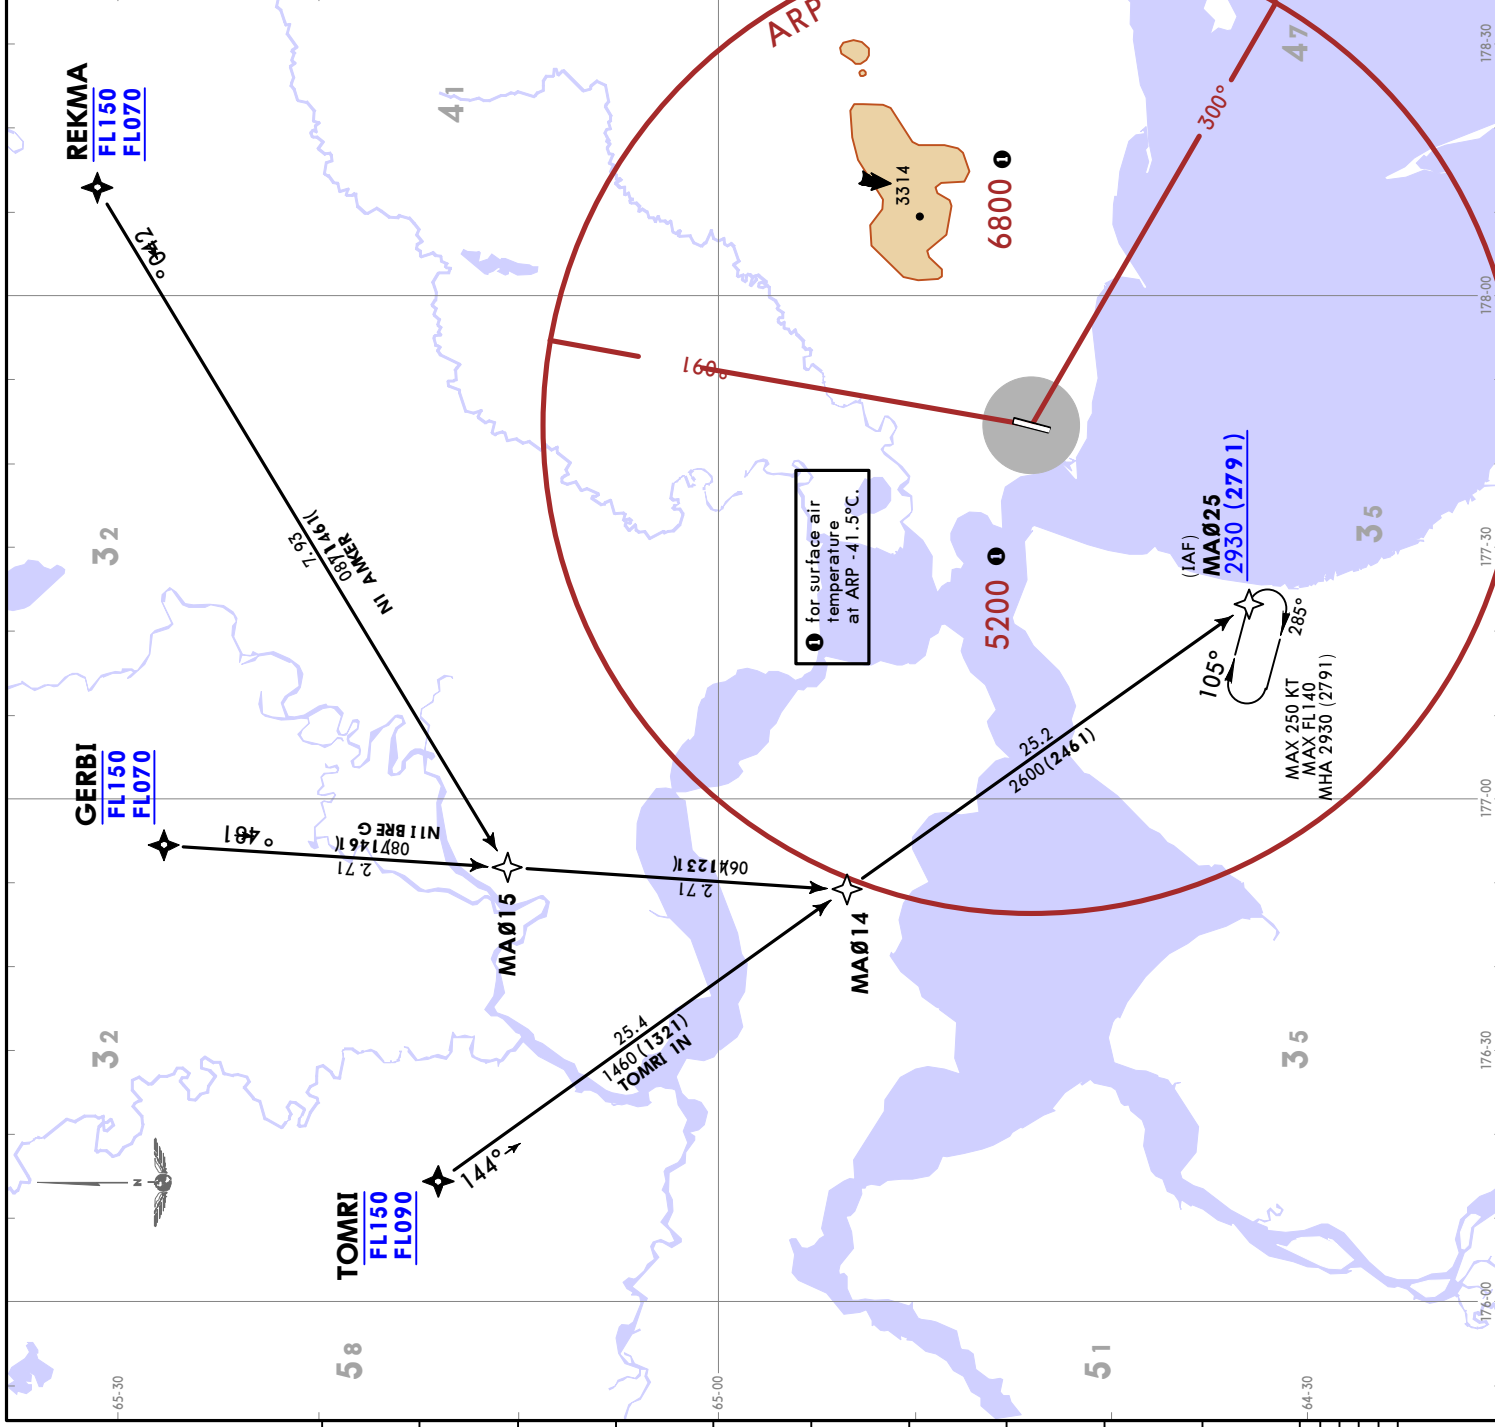 REKMA
FL150
FL070
GERBI
FL150
FL070
TOMRI
FL150
FL090
MAØ15
MAØ14
(IAF)
MAØ25
2930 (2791)
105°
285°
MAX 250 KT
MAX FL140
MHA 2930 (2791)
25.2
2600 (2461)
25.4
1460 (1321)
TOMRI 1N
144°
ARP
300°
3314
6800 ❶
5200 ❶
❶ for surface air
temperature
at ARP -41.5°C.
N
41
47
32
32
35
35
58
51
65-30
65-00
64-30
178-30
178-00
177-30
177-00
176-30
176-00